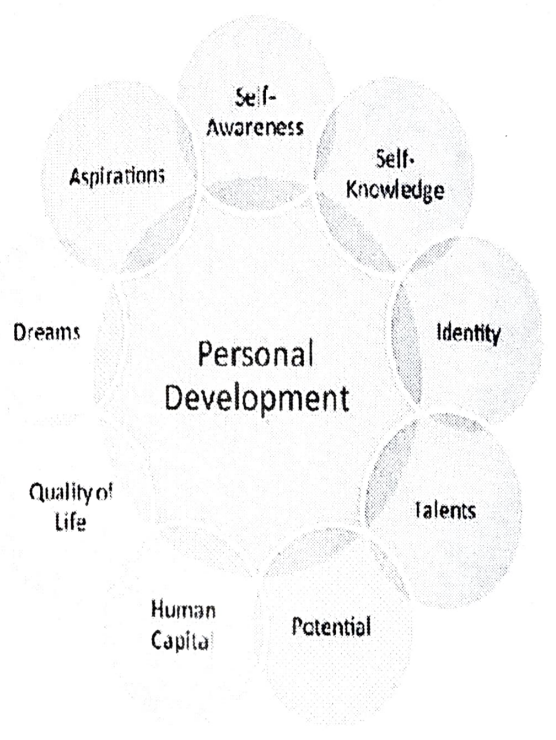 Self-
Awareness
Self-
Knowledge
Identity
Talents
Potential
Human
Capital
Quality of
Life
Dreams
Aspirations
Personal
Development